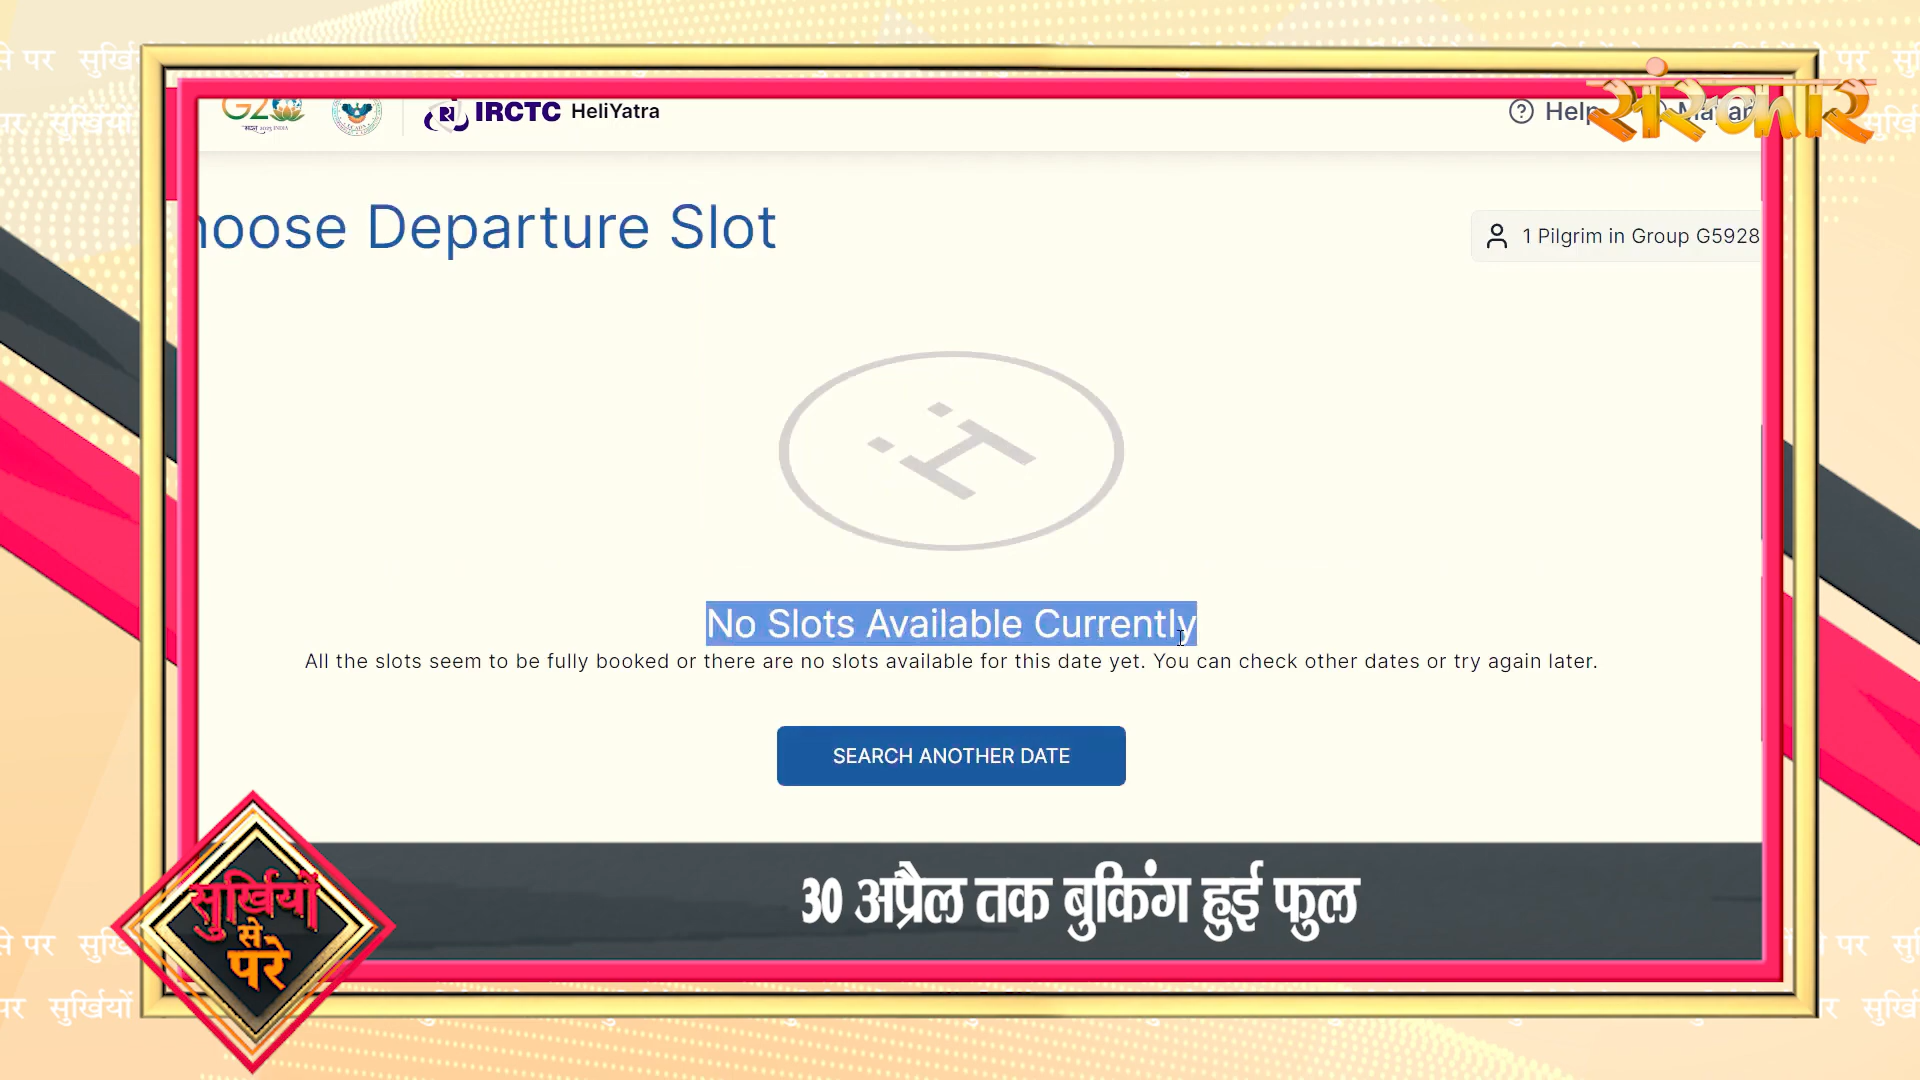 संस्कार
G20
IRCTC HeliYatra
Help
hoose Departure Slot
1 Pilgrim in Group G5928
No Slots Available Currently
All the slots seem to be fully booked or there are no slots available for this date yet. You can check other dates or try again later.
SEARCH ANOTHER DATE
30 अप्रैल तक बुकिंग हुई फुल
सुर्खियों
से
परे